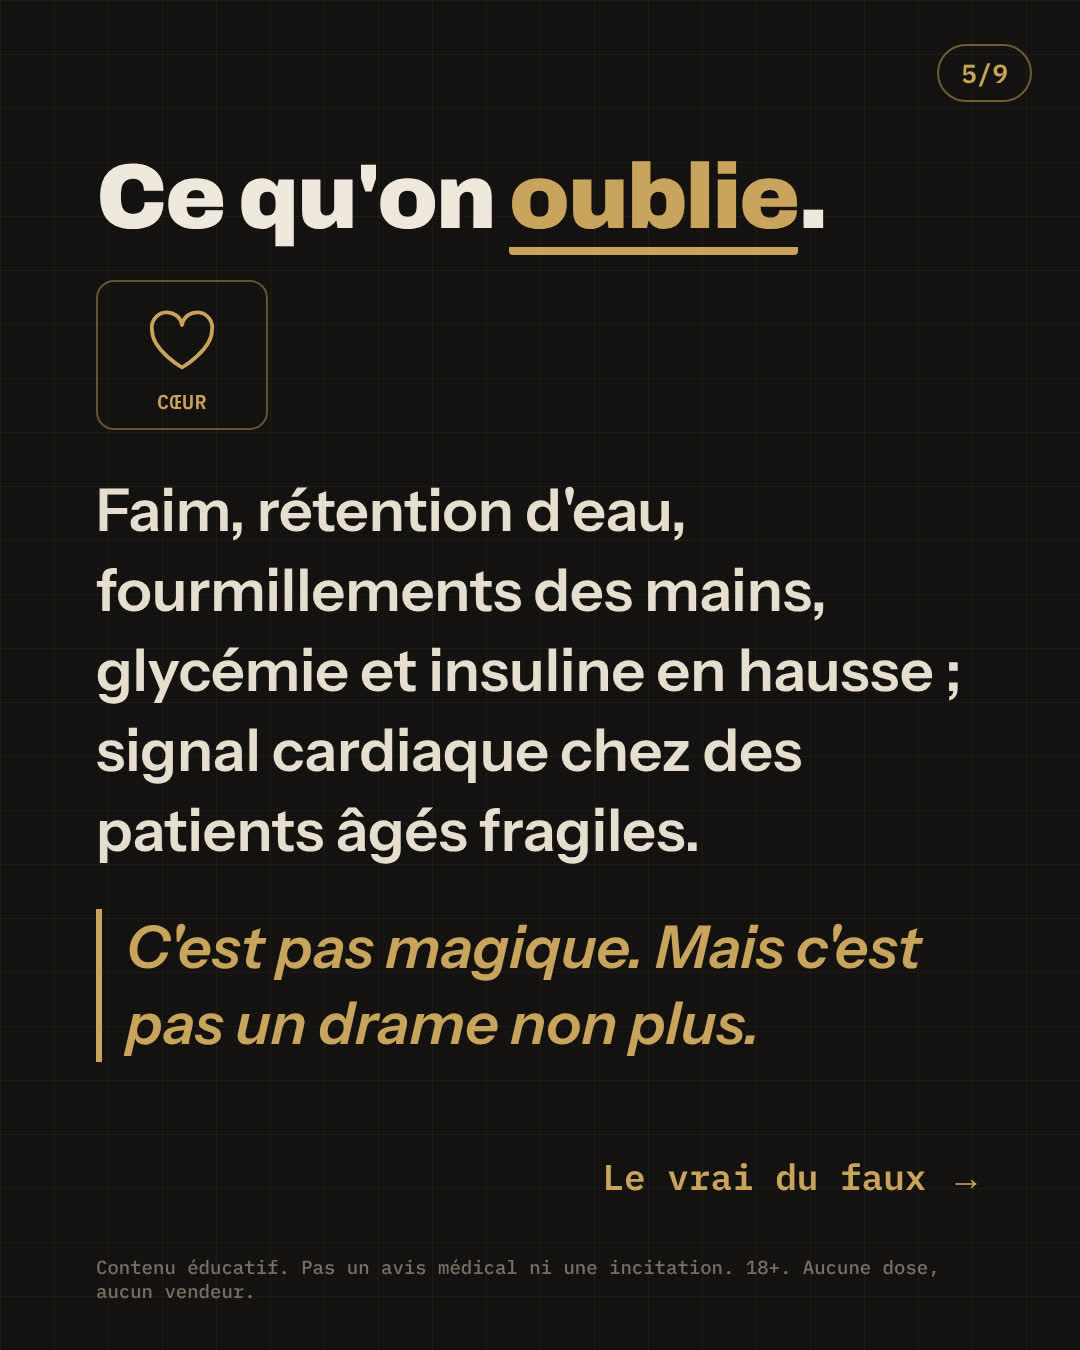 5/9
Ce qu'on oublie.
CŒUR
Faim, rétention d'eau,
fourmillements des mains,
glycémie et insuline en hausse ;
signal cardiaque chez des
patients âgés fragiles.
C'est pas magique. Mais c'est
pas un drame non plus.
Le vrai du faux →
Contenu éducatif. Pas un avis médical ni une incitation. 18+. Aucune dose,
aucun vendeur.